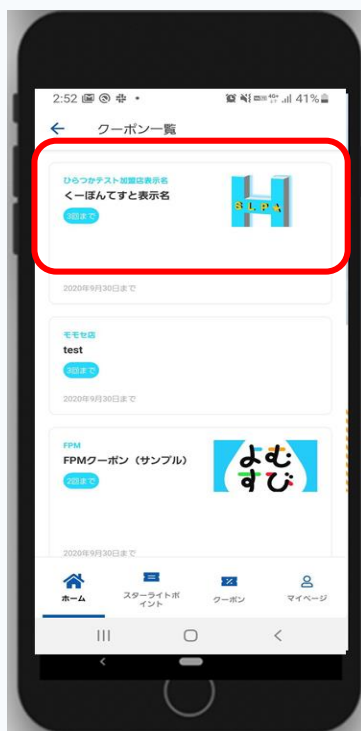 2:52
41%
クーポン一覧
ひらつかテスト加盟店表示名
くーぽんてすと表示名
3回まで
2020年9月30日まで
モモセ店
test
3回まで
2020年9月30日まで
FPM
FPMクーポン（サンプル）
よむすび
2回まで
2020年9月30日まで
ホーム
スターライトポ
イント
クーポン
マイページ